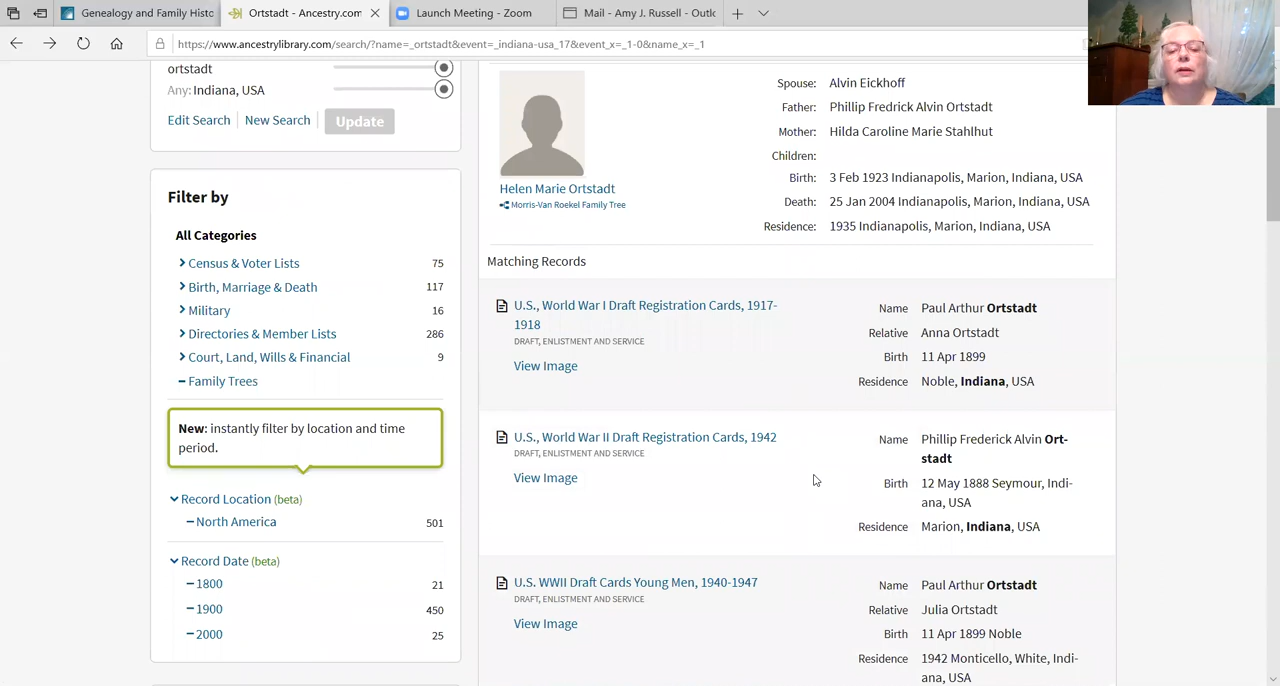 Genealogy and Family Histo
Ortstadt - Ancestry.com
Launch Meeting - Zoom
Mail - Amy J. Russell - Outlo
https://www.ancestrylibrary.com/search/?name=_ortstadt&event=_indiana-usa_17&event_x=_1-0&name_x=_1
ortstadt
Any: Indiana, USA
Edit Search
New Search
Update
Filter by
All Categories
Census & Voter Lists 75
Birth, Marriage & Death 117
Military 16
Directories & Member Lists 286
Court, Land, Wills & Financial 9
Family Trees
New: instantly filter by location and time
period.
Record Location (beta)
North America 501
Record Date (beta)
1800 21
1900 450
2000 25
Helen Marie Ortstadt
Morris-Van Roekel Family Tree
Spouse: Alvin Eickhoff
Father: Phillip Fredrick Alvin Ortstadt
Mother: Hilda Caroline Marie Stahlhut
Children:
Birth: 3 Feb 1923 Indianapolis, Marion, Indiana, USA
Death: 25 Jan 2004 Indianapolis, Marion, Indiana, USA
Residence: 1935 Indianapolis, Marion, Indiana, USA
Matching Records
U.S., World War I Draft Registration Cards, 1917-
1918
DRAFT, ENLISTMENT AND SERVICE
View Image
Name Paul Arthur Ortstadt
Relative Anna Ortstadt
Birth 11 Apr 1899
Residence Noble, Indiana, USA
U.S., World War II Draft Registration Cards, 1942
DRAFT, ENLISTMENT AND SERVICE
View Image
Name Phillip Frederick Alvin Ort-
stadt
Birth 12 May 1888 Seymour, Indi-
ana, USA
Residence Marion, Indiana, USA
U.S. WWII Draft Cards Young Men, 1940-1947
DRAFT, ENLISTMENT AND SERVICE
View Image
Name Paul Arthur Ortstadt
Relative Julia Ortstadt
Birth 11 Apr 1899 Noble
Residence 1942 Monticello, White, Indi-
ana, USA